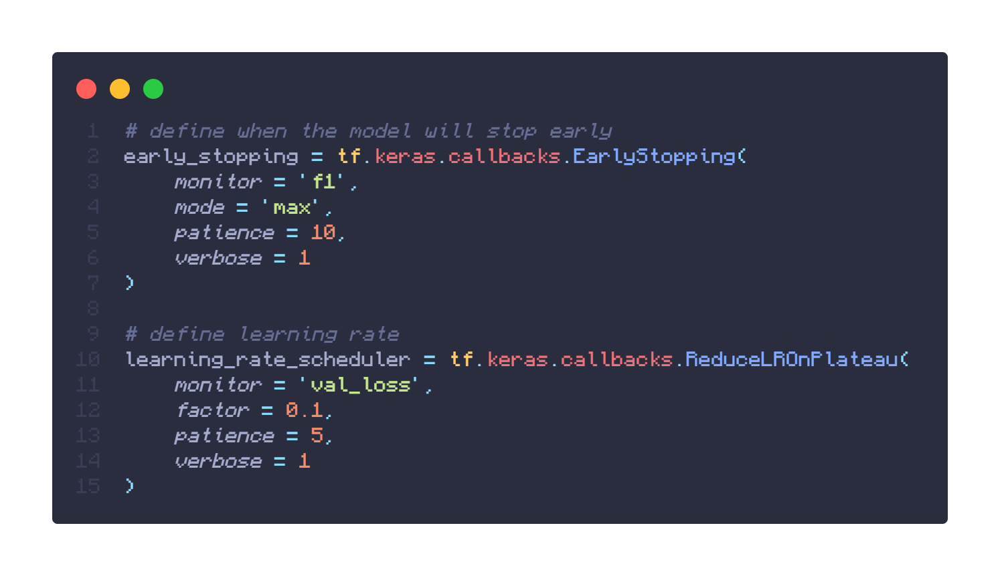 1 # define when the model will stop early
2 early_stopping = tf.keras.callbacks.EarlyStopping(
3     monitor = 'f1',
4     mode = 'max',
5     patience = 10,
6     verbose = 1
7 )
8
9 # define learning rate
10 learning_rate_scheduler = tf.keras.callbacks.ReduceLROnPlateau(
11     monitor = 'val_loss',
12     factor = 0.1,
13     patience = 5,
14     verbose = 1
15 )